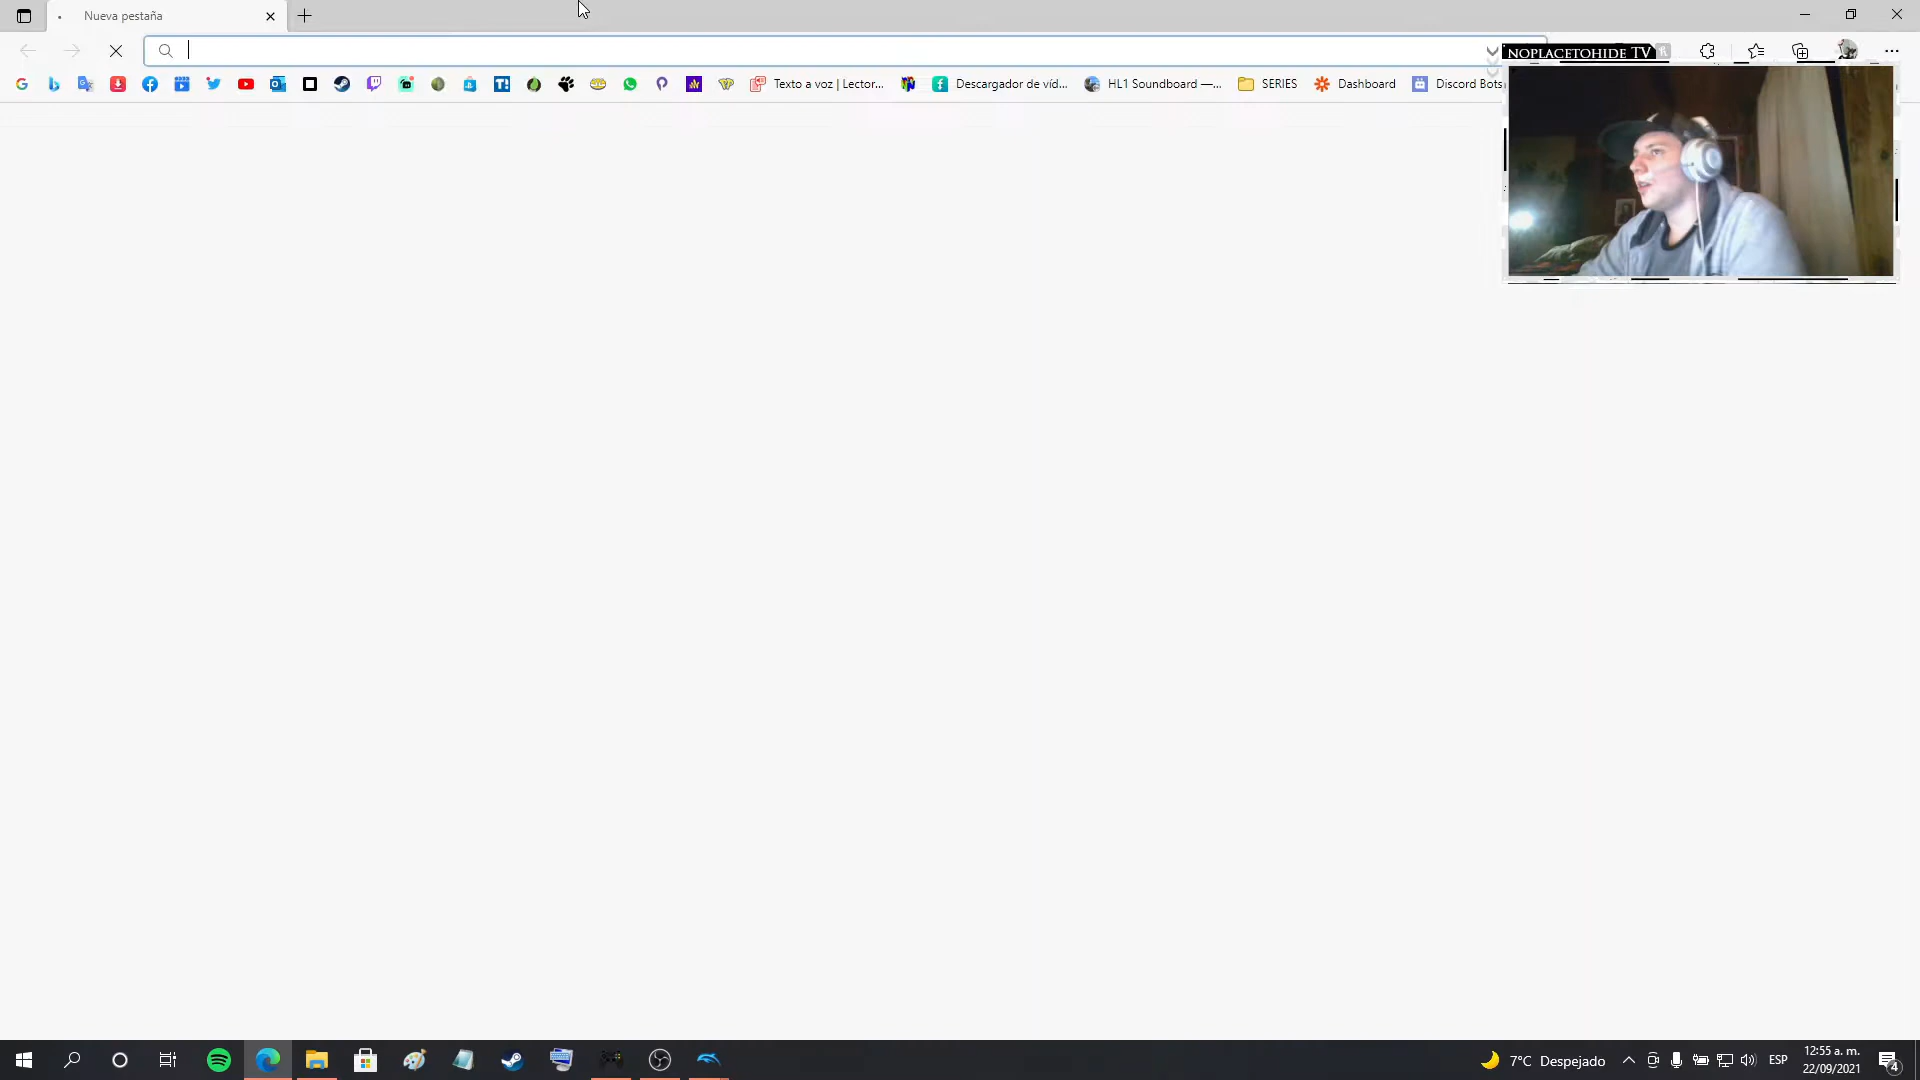 Nueva pestaña
NOPLACETOHIDE TV
Texto a voz | Lector...
Descargador de víd...
HL1 Soundboard —...
SERIES
Dashboard
Discord Bots
7°C Despejado
ESP
12:55 a. m.
22/09/2021
4